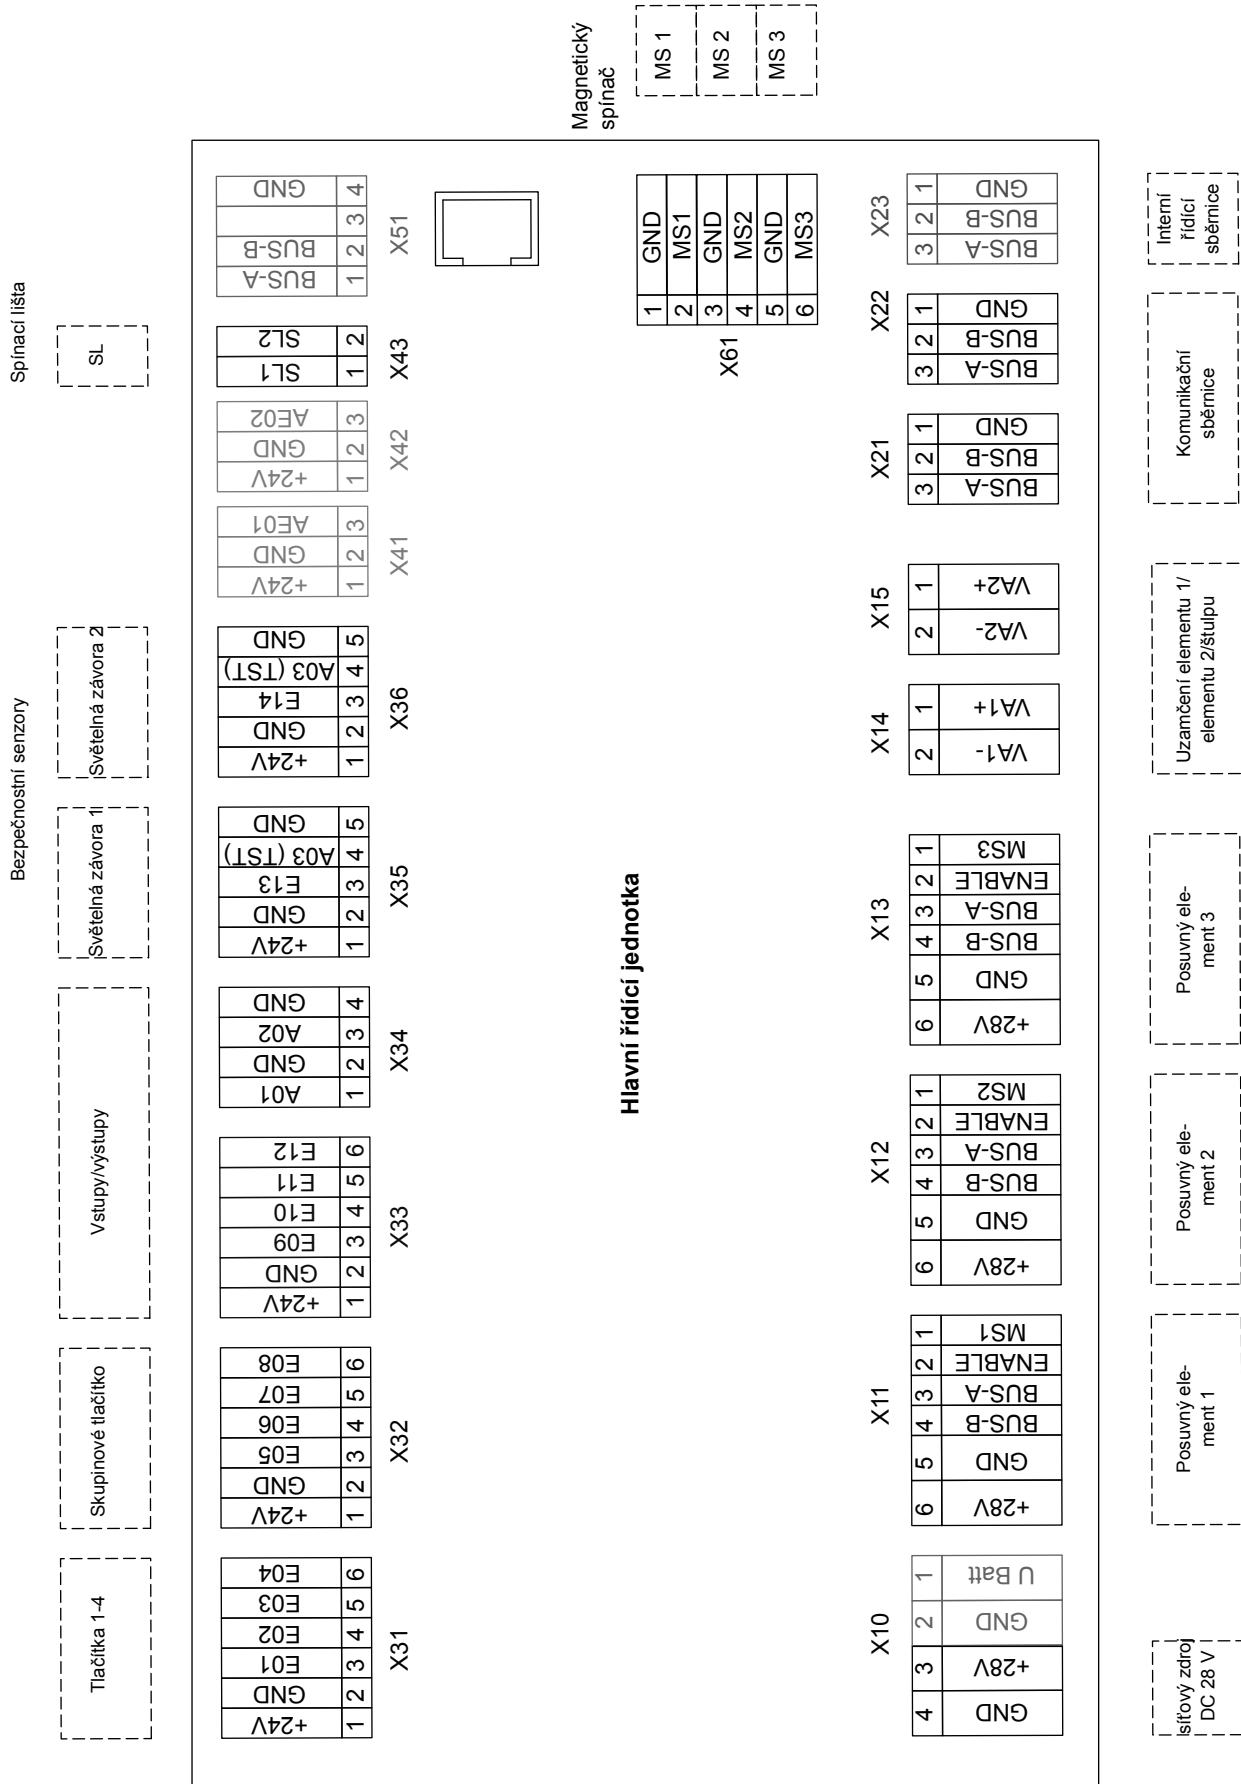 Bezpečnostní senzory
Spínací lišta
Tlačítka 1-4
Skupinové tlačítko
Vstupy/výstupy
Světelná závora 1
Světelná závora 2
SL
+24V
GND
E01
E02
E03
E04
1 2 3 4 5 6
X31
+24V
GND
E05
E06
E07
E08
1 2 3 4 5 6
X32
+24V
GND
E09
E10
E11
E12
1 2 3 4 5 6
X33
A01
GND
A02
GND
1 2 3 4
X34
+24V
GND
E13
A03 (TST)
GND
1 2 3 4 5
X35
+24V
GND
E14
A03 (TST)
GND
1 2 3 4 5
X36
+24V
GND
AE01
1 2 3
X41
+24V
GND
AE02
1 2 3
X42
SL1
SL2
1 2
X43
BUS-A
BUS-B
GND
1 2 3 4
X51
Hlavní řídící jednotka
Magnetický
spínač
MS 1
MS 2
MS 3
1 GND
2 MS1
3 GND
4 MS2
5 GND
6 MS3
X61
X10
4 3 2 1
GND
+28V
GND
U Batt
X11
6 5 4 3 2 1
+28V
GND
BUS-B
BUS-A
ENABLE
MS1
X12
6 5 4 3 2 1
+28V
GND
BUS-B
BUS-A
ENABLE
MS2
X13
6 5 4 3 2 1
+28V
GND
BUS-B
BUS-A
ENABLE
MS3
X14
2 1
VA1-
VA1+
X15
2 1
VA2-
VA2+
X21
3 2 1
BUS-A
BUS-B
GND
X22
3 2 1
BUS-A
BUS-B
GND
X23
3 2 1
BUS-A
BUS-B
GND
síťový zdroj
DC 28 V
Posuvný ele-
ment 1
Posuvný ele-
ment 2
Posuvný ele-
ment 3
Uzamčení elementu 1/
elementu 2/štulpu
Komunikační
sběrnice
Interní
řídící
sběrnice